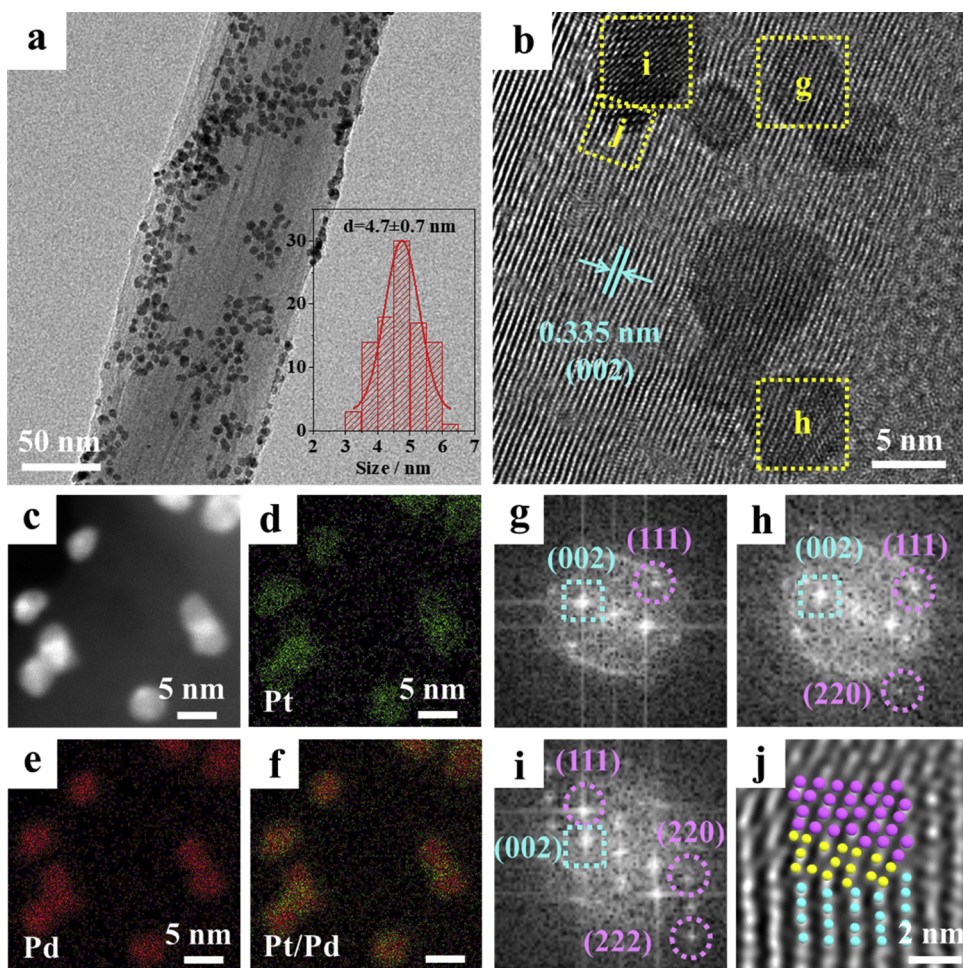 a
d=4.7±0.7 nm
30
20
10
0
2 3 4 5 6 7
Size / nm
50 nm
b
i
g
j
0.335 nm
(002)
h
5 nm
c
5 nm
d
Pt
5 nm
g
(002)
(111)
h
(002)
(111)
(220)
e
Pd
5 nm
f
Pt/Pd
i
(111)
(002)
(220)
(222)
j
2 nm